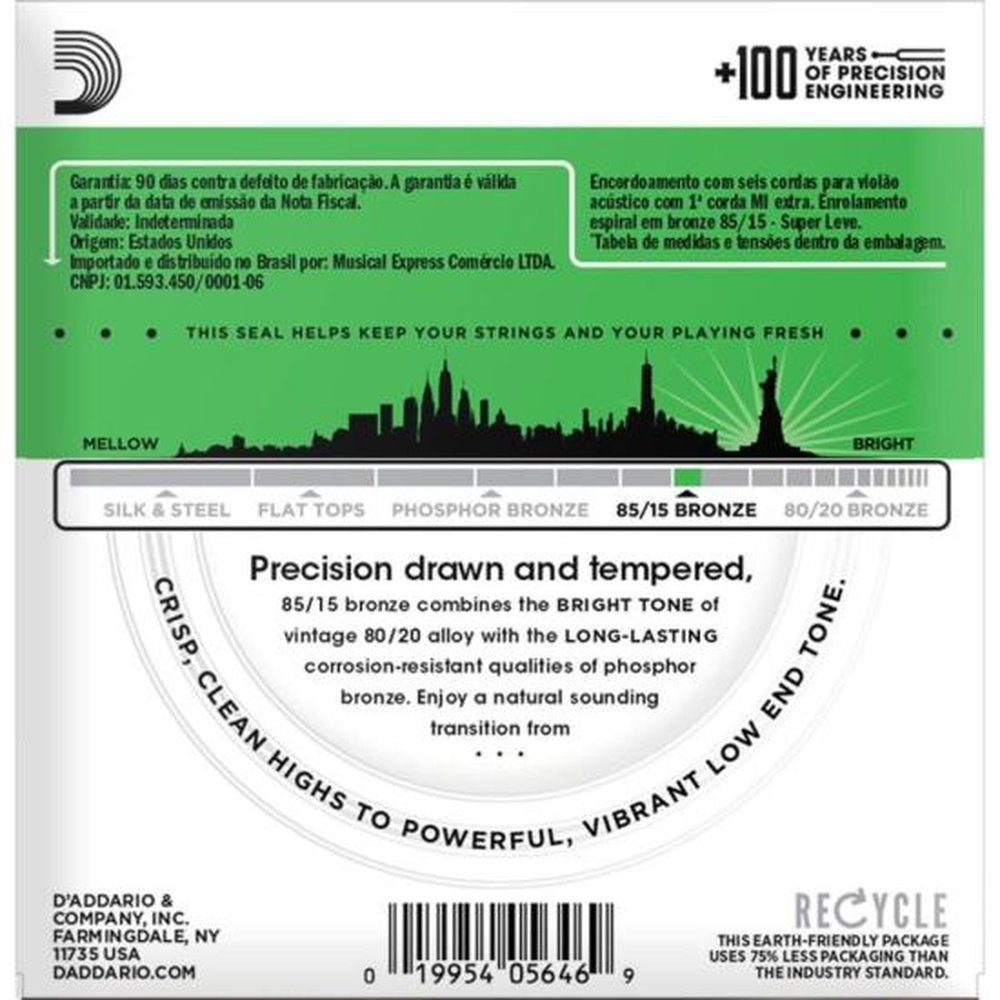 +100 YEARS
OF PRECISION
ENGINEERING
Garantia: 90 dias contra defeito de fabricação. A garantia é válida
a partir da data de emissão da Nota Fiscal.
Validade: Indeterminada
Origem: Estados Unidos
Importado e distribuido no Brasil por: Musical Express Comércio LTDA.
CNPJ: 01.593.450/0001-06
Encordoamento com seis cordas para violão
acústico com 1ª corda MI extra. Enrolamento
espiral em bronze 85/15 - Super Leve.
*Tabela de medidas e tensões dentro da embalagem.
• • • THIS SEAL HELPS KEEP YOUR STRINGS AND YOUR PLAYING FRESH • • •
MELLOW BRIGHT
SILK & STEEL FLAT TOPS PHOSPHOR BRONZE 85/15 BRONZE 80/20 BRONZE
Precision drawn and tempered,
85/15 bronze combines the BRIGHT TONE of
vintage 80/20 alloy with the LONG-LASTING
corrosion-resistant qualities of phosphor
bronze. Enjoy a natural sounding
transition from
• • •
CRISP, CLEAN HIGHS TO POWERFUL, VIBRANT LOW END TONE.
D'ADDARIO &
COMPANY, INC.
FARMINGDALE, NY
11735 USA
DADDARIO.COM
0 19954 05646 9
RECYCLE
THIS EARTH-FRIENDLY PACKAGE
USES 75% LESS PACKAGING THAN
THE INDUSTRY STANDARD.